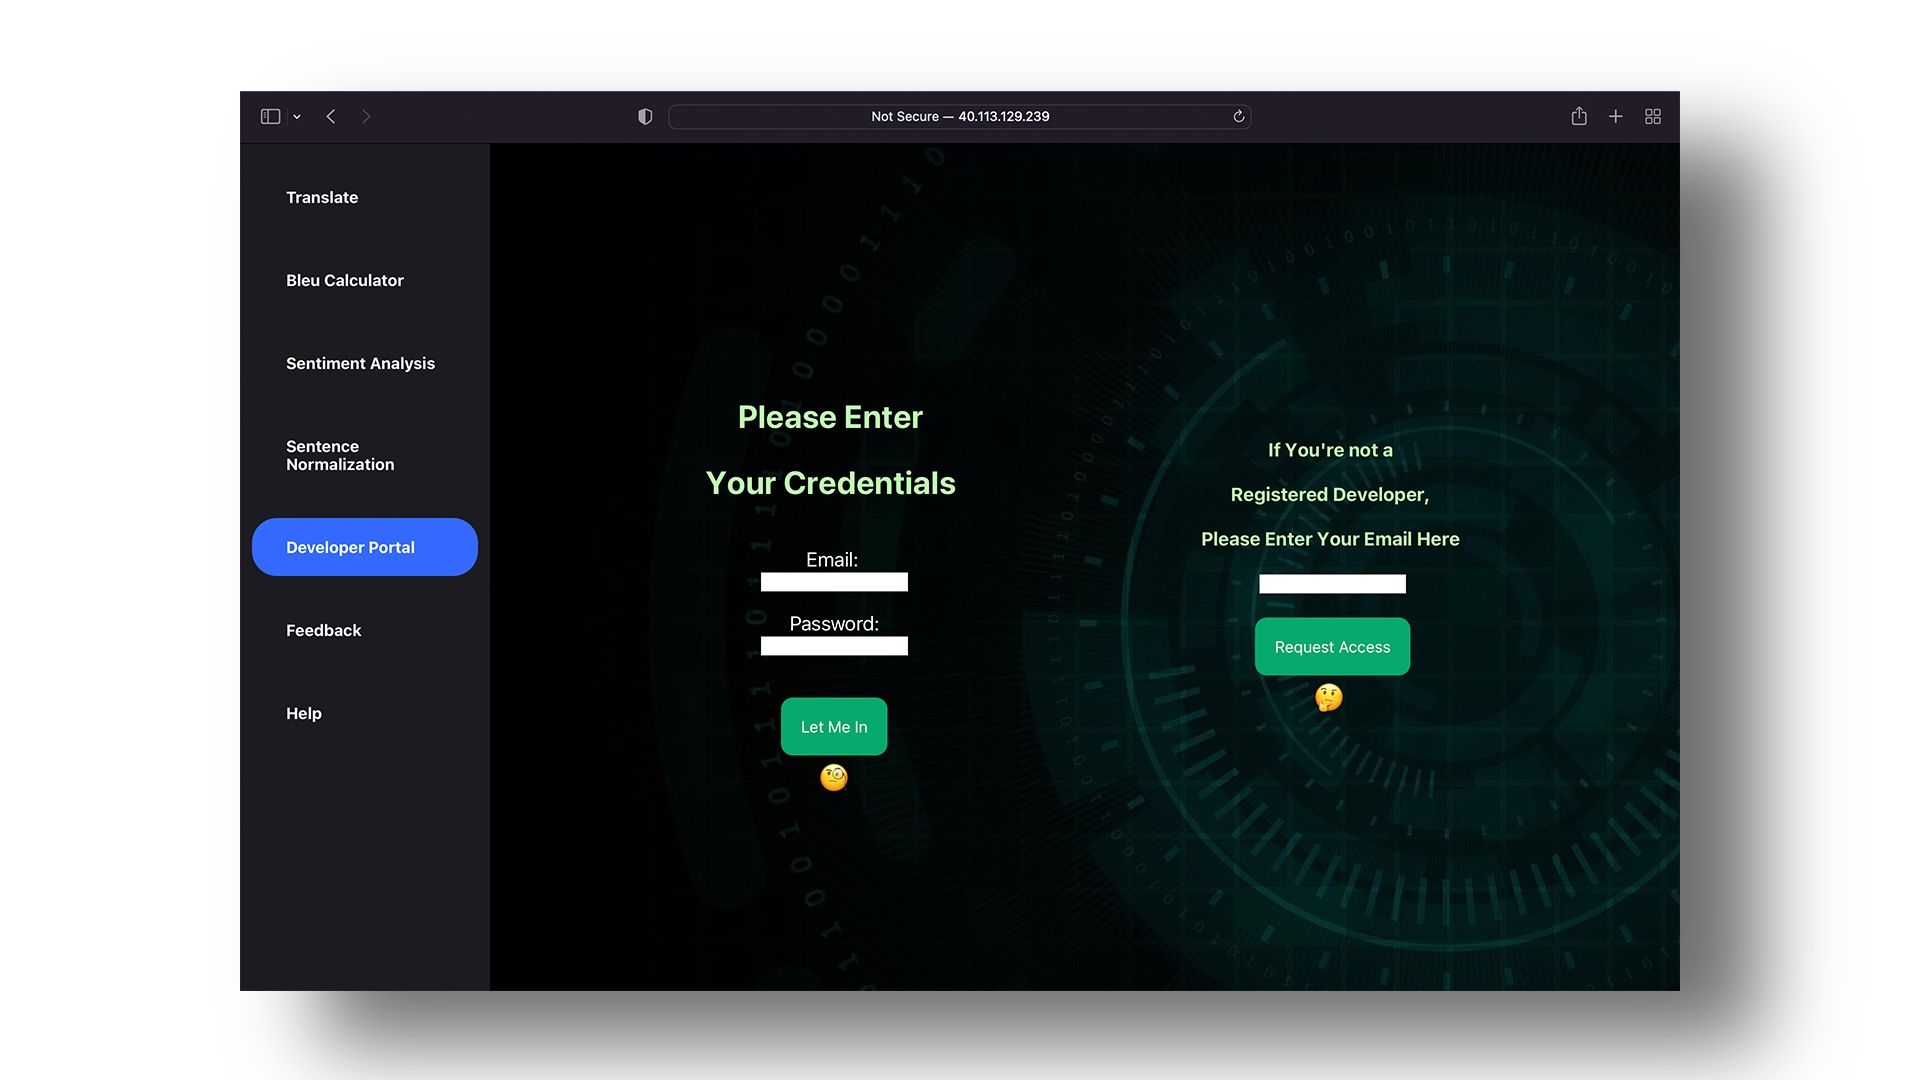 Not Secure — 40.113.129.239
Translate
Bleu Calculator
Sentiment Analysis
Sentence
Normalization
Developer Portal
Feedback
Help
Please Enter
Your Credentials
Email:
Password:
Let Me In
If You're not a
Registered Developer,
Please Enter Your Email Here
Request Access